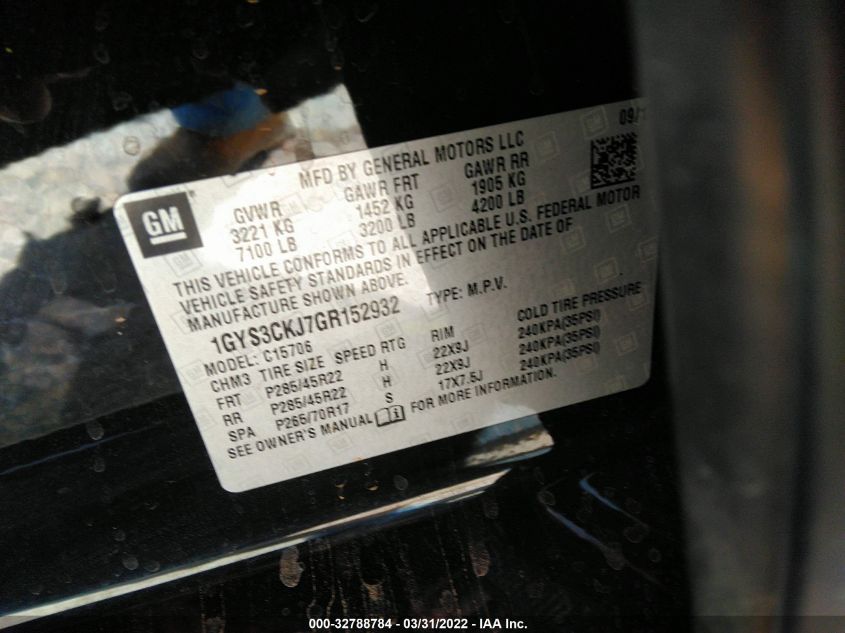 09/
MFD BY GENERAL MOTORS LLC
GM
GVWR GAWR FRT GAWR RR
3221 KG 1452 KG 1905 KG
7100 LB 3200 LB 4200 LB
THIS VEHICLE CONFORMS TO ALL APPLICABLE U.S. FEDERAL MOTOR
VEHICLE SAFETY STANDARDS IN EFFECT ON THE DATE OF
MANUFACTURE SHOWN ABOVE.
1GYS3CKJ7GR152932 TYPE: M.P.V.
MODEL: C15706
CHM3 TIRE SIZE SPEED RTG RIM COLD TIRE PRESSURE
FRT P285/45R22 H 22X9J 240KPA(35PSI)
RR P285/45R22 H 22X9J 240KPA(35PSI)
SPA P265/70R17 S 17X7.5J 240KPA(35PSI)
SEE OWNER'S MANUAL FOR MORE INFORMATION.
000-32788784 - 03/31/2022 - IAA Inc.